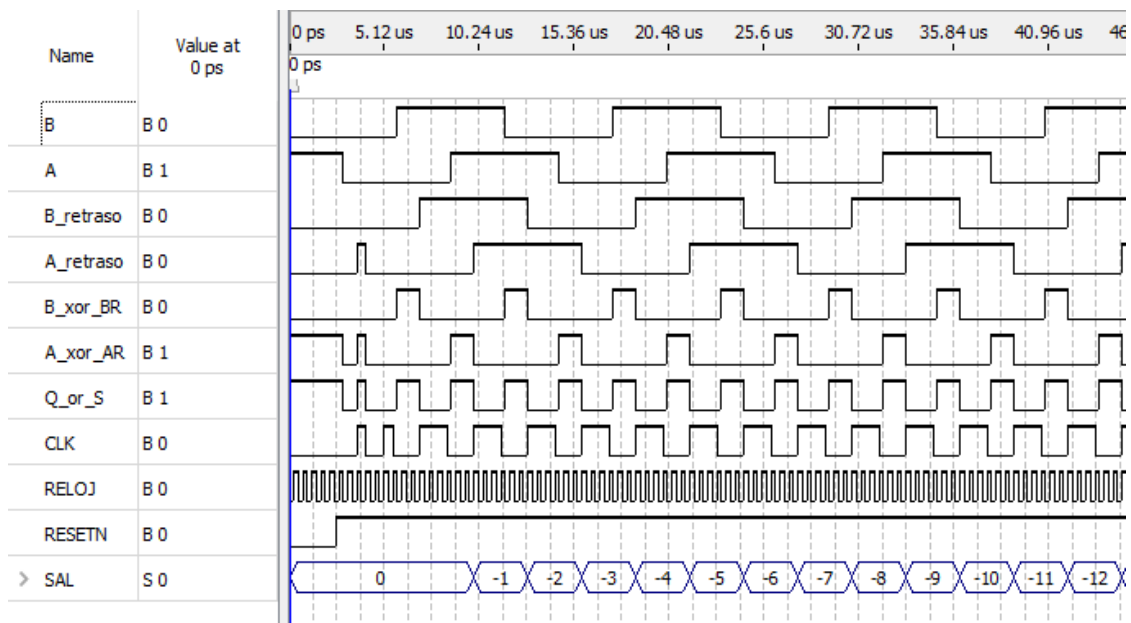 Name Value at 0 ps
0 ps 5.12 us 10.24 us 15.36 us 20.48 us 25.6 us 30.72 us 35.84 us 40.96 us 46
0 ps
B B 0
A B 1
B_retraso B 0
A_retraso B 0
B_xor_BR B 0
A_xor_AR B 1
Q_or_S B 1
CLK B 0
RELOJ B 0
RESETN B 0
> SAL S 0 0 -1 -2 -3 -4 -5 -6 -7 -8 -9 -10 -11 -12